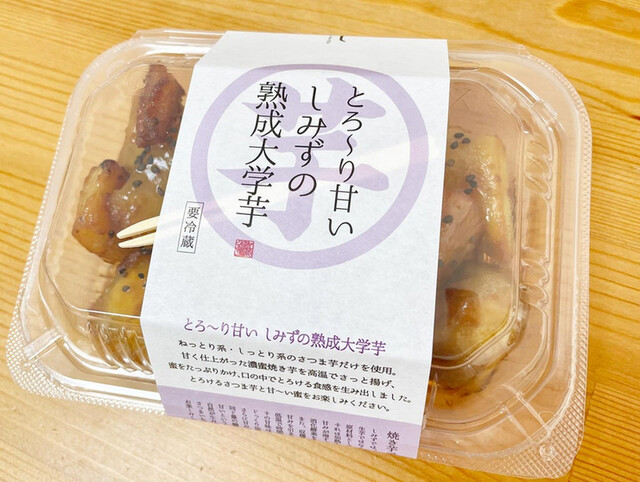 芋
とろ〜り甘い
しみずの
熟成大学芋
要冷蔵
とろ〜り甘い しみずの熟成大学芋
ねっとり系・しっとり系のさつま芋だけを使用。
甘く仕上がった濃蜜焼き芋を高温でさっと揚げ、
蜜をたっぷりかけ、口の中でとろける食感を生み出しました。
とろけるさつま芋と甘〜い蜜をお楽しみください。
焼き芋